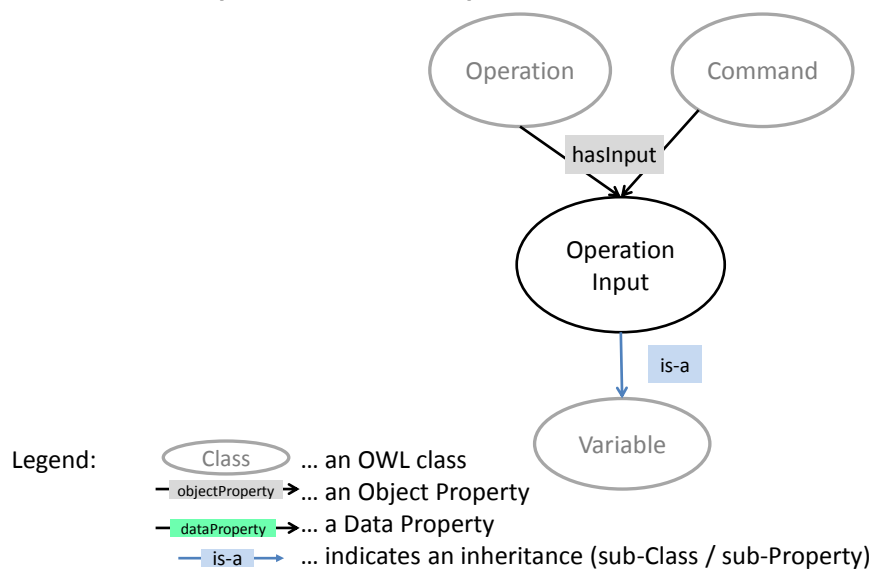 Operation
Command
hasInput
Operation
Input
is-a
Variable
Legend:
Class
... an OWL class
objectProperty
... an Object Property
dataProperty
... a Data Property
is-a
... indicates an inheritance (sub-Class / sub-Property)